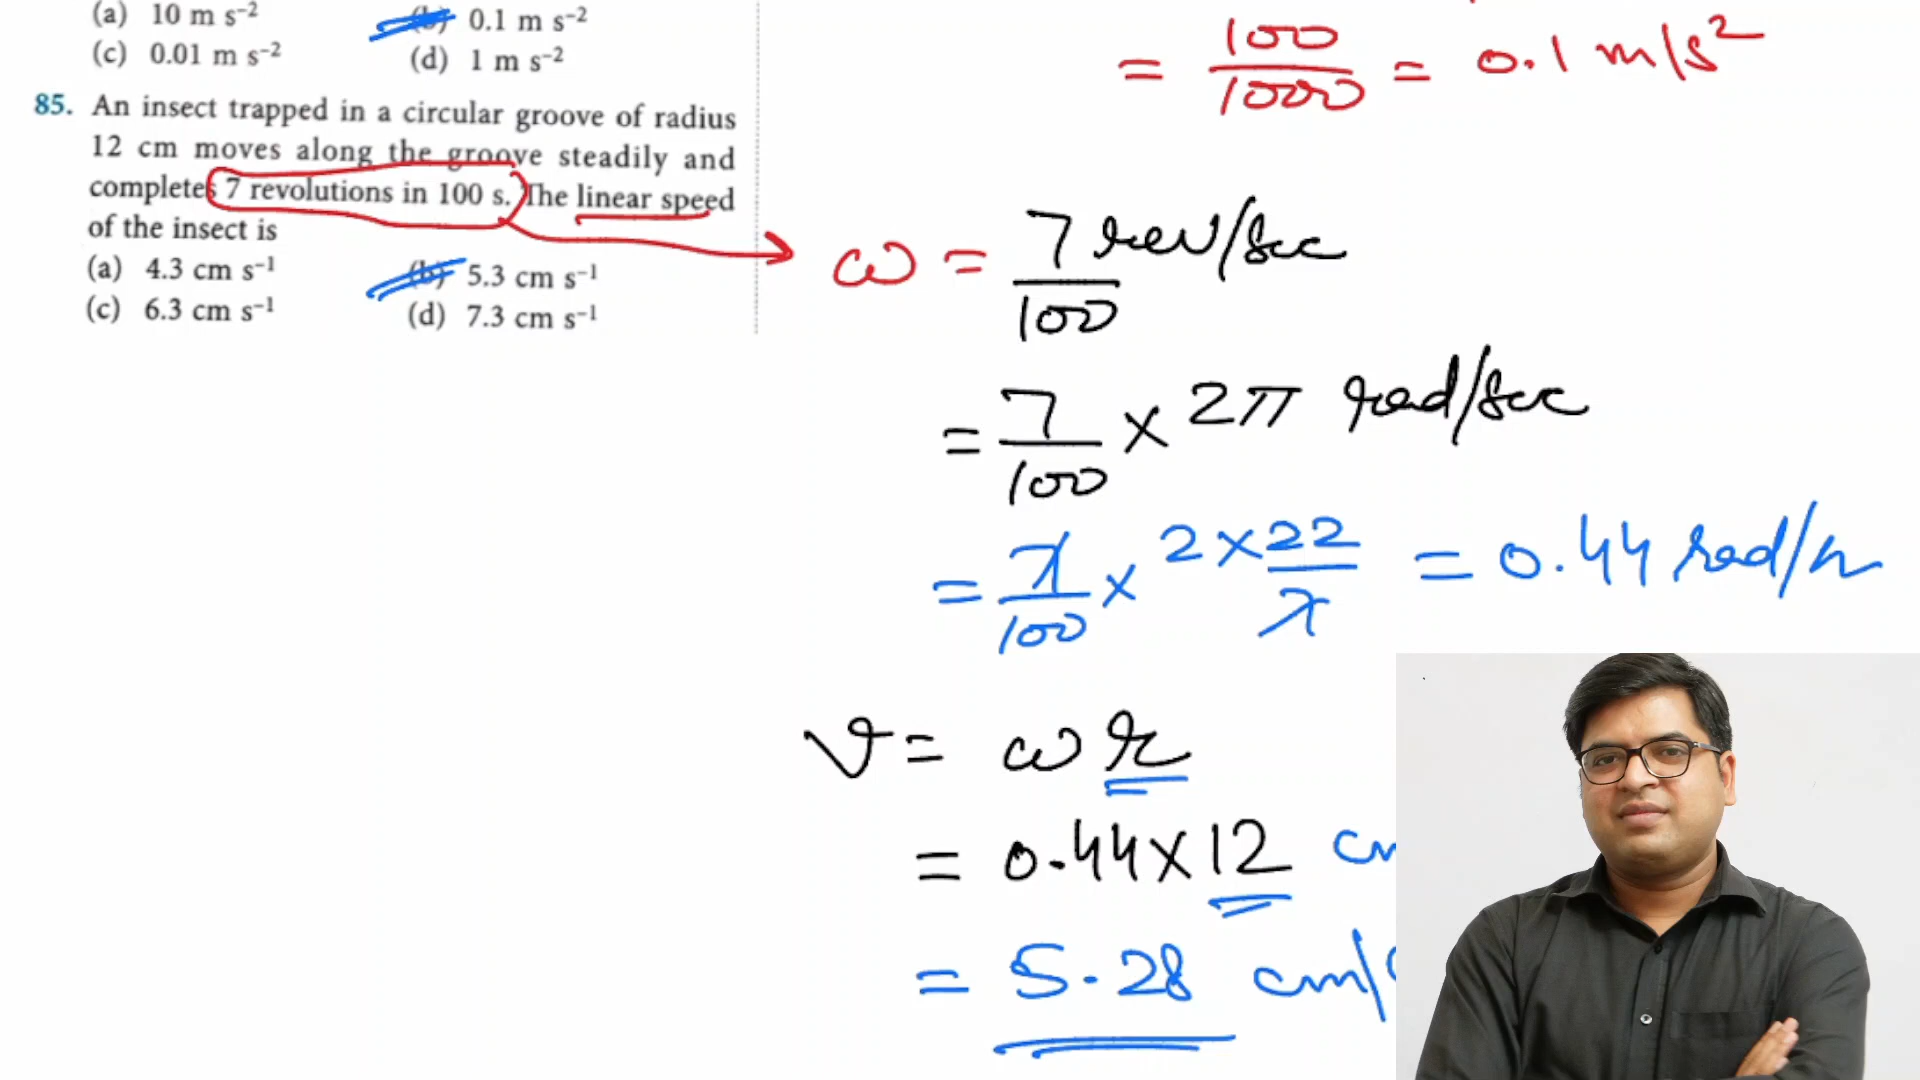 (a) 10 m s⁻² (b) 0.1 m s⁻²
(c) 0.01 m s⁻² (d) 1 m s⁻²
85. An insect trapped in a circular groove of radius
12 cm moves along the groove steadily and
completes 7 revolutions in 100 s. The linear speed
of the insect is
(a) 4.3 cm s⁻¹ (b) 5.3 cm s⁻¹
(c) 6.3 cm s⁻¹ (d) 7.3 cm s⁻¹
= 100/1000 = 0.1 m/s²
ω = 7/100 rev/sec
= 7/100 × 2π rad/sec
= 7/100 × 2 × 22/7 = 0.44 rad/s
v = ωr
= 0.44 × 12 cm
= 5.28 cm/s